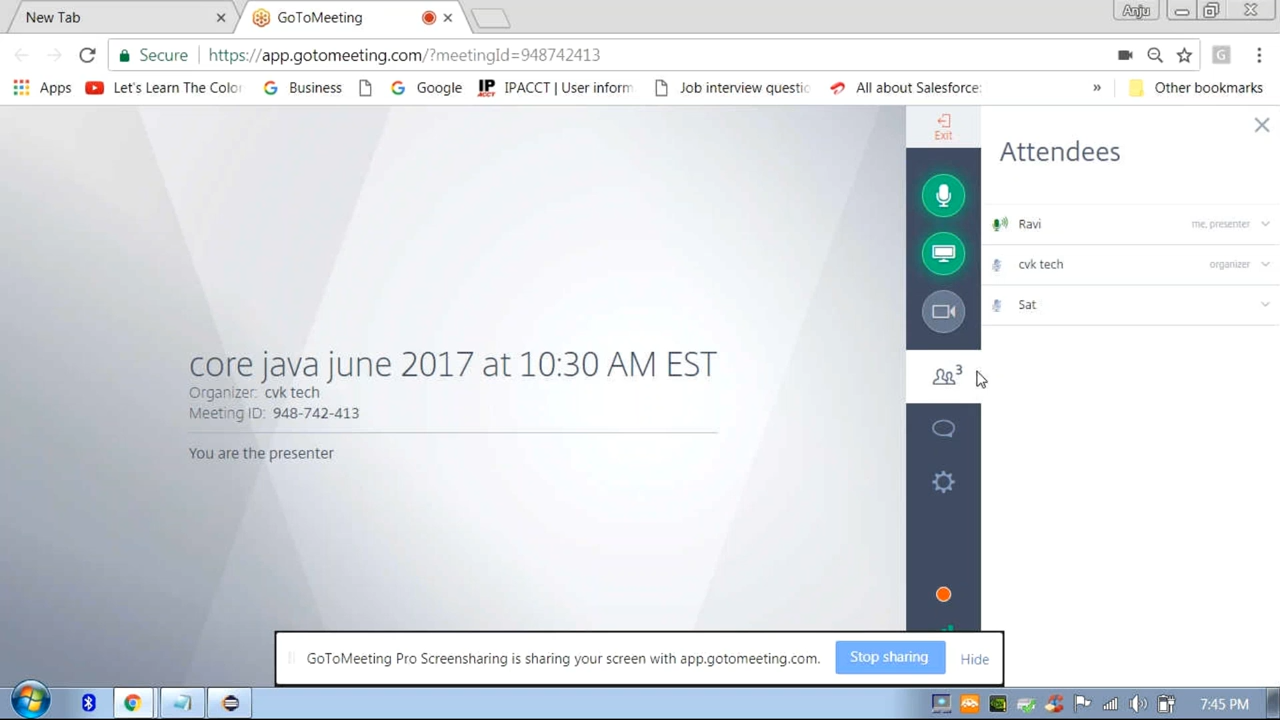 New Tab
GoToMeeting
Anju
Secure
https://app.gotomeeting.com/?meetingId=948742413
G
Apps
Let's Learn The Color
Business
Google
IP
ACCT
IPACCT | User inform
Job interview questic
All about Salesforce:
»
Other bookmarks
Exit
Attendees
Ravi
me, presenter
cvk tech
organizer
Sat
core java june 2017 at 10:30 AM EST
Organizer: cvk tech
Meeting ID: 948-742-413
3
You are the presenter
GoToMeeting Pro Screensharing is sharing your screen with app.gotomeeting.com.
Stop sharing
Hide
7:45 PM